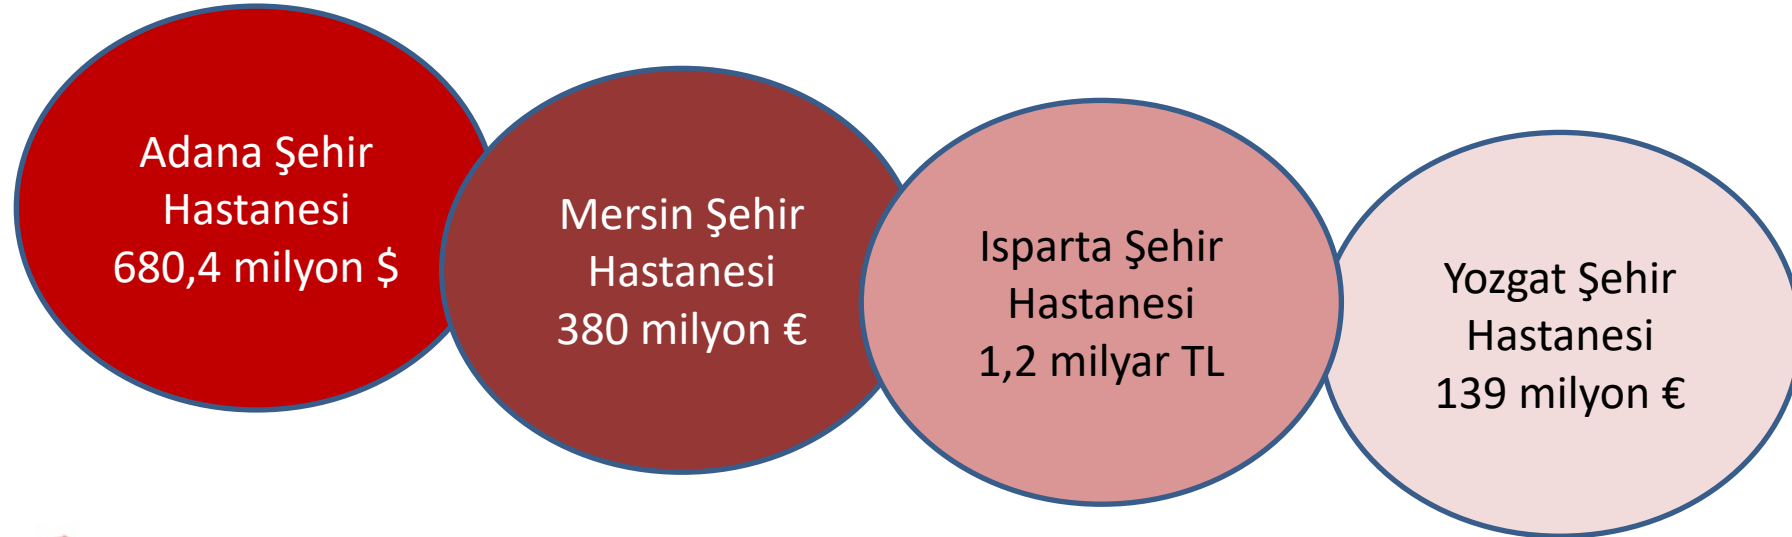 Adana Şehir
Hastanesi
680,4 milyon $
Mersin Şehir
Hastanesi
380 milyon €
Isparta Şehir
Hastanesi
1,2 milyar TL
Yozgat Şehir
Hastanesi
139 milyon €